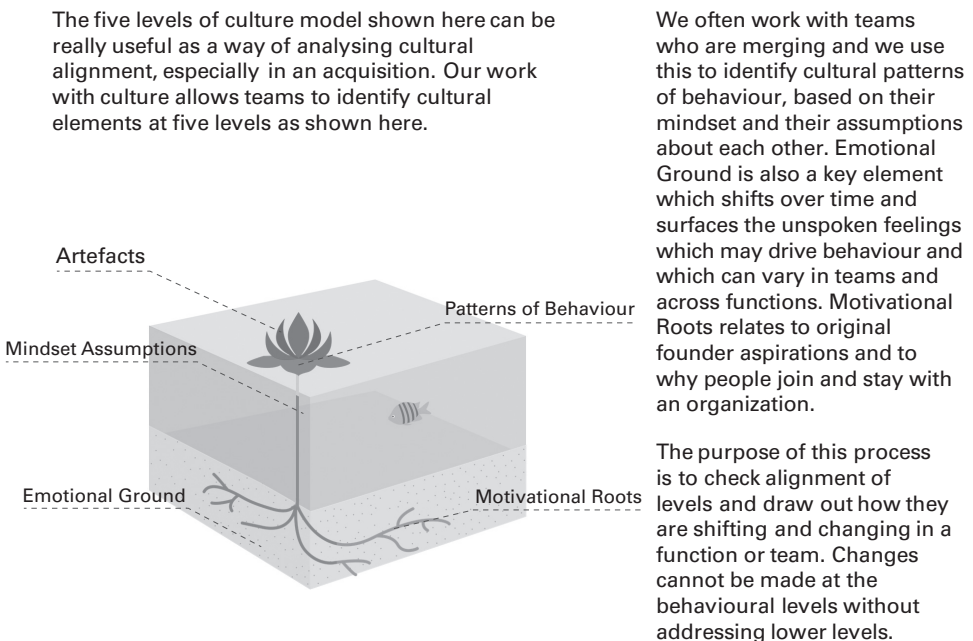 The five levels of culture model shown here can be
really useful as a way of analysing cultural
alignment, especially in an acquisition. Our work
with culture allows teams to identify cultural
elements at five levels as shown here.
Artefacts
Patterns of Behaviour
Mindset Assumptions
Emotional Ground
Motivational Roots
We often work with teams
who are merging and we use
this to identify cultural patterns
of behaviour, based on their
mindset and their assumptions
about each other. Emotional
Ground is also a key element
which shifts over time and
surfaces the unspoken feelings
which may drive behaviour and
which can vary in teams and
across functions. Motivational
Roots relates to original
founder aspirations and to
why people join and stay with
an organization.
The purpose of this process
is to check alignment of
levels and draw out how they
are shifting and changing in a
function or team. Changes
cannot be made at the
behavioural levels without
addressing lower levels.